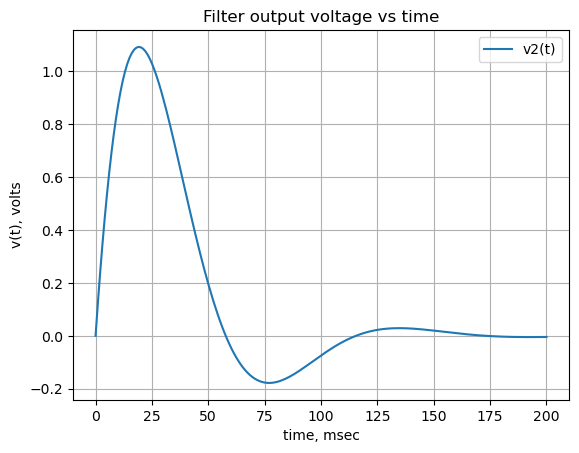 Filter output voltage vs time
v2(t)
1.0
0.8
0.6
0.4
0.2
0.0
−0.2
v(t), volts
0 25 50 75 100 125 150 175 200
time, msec